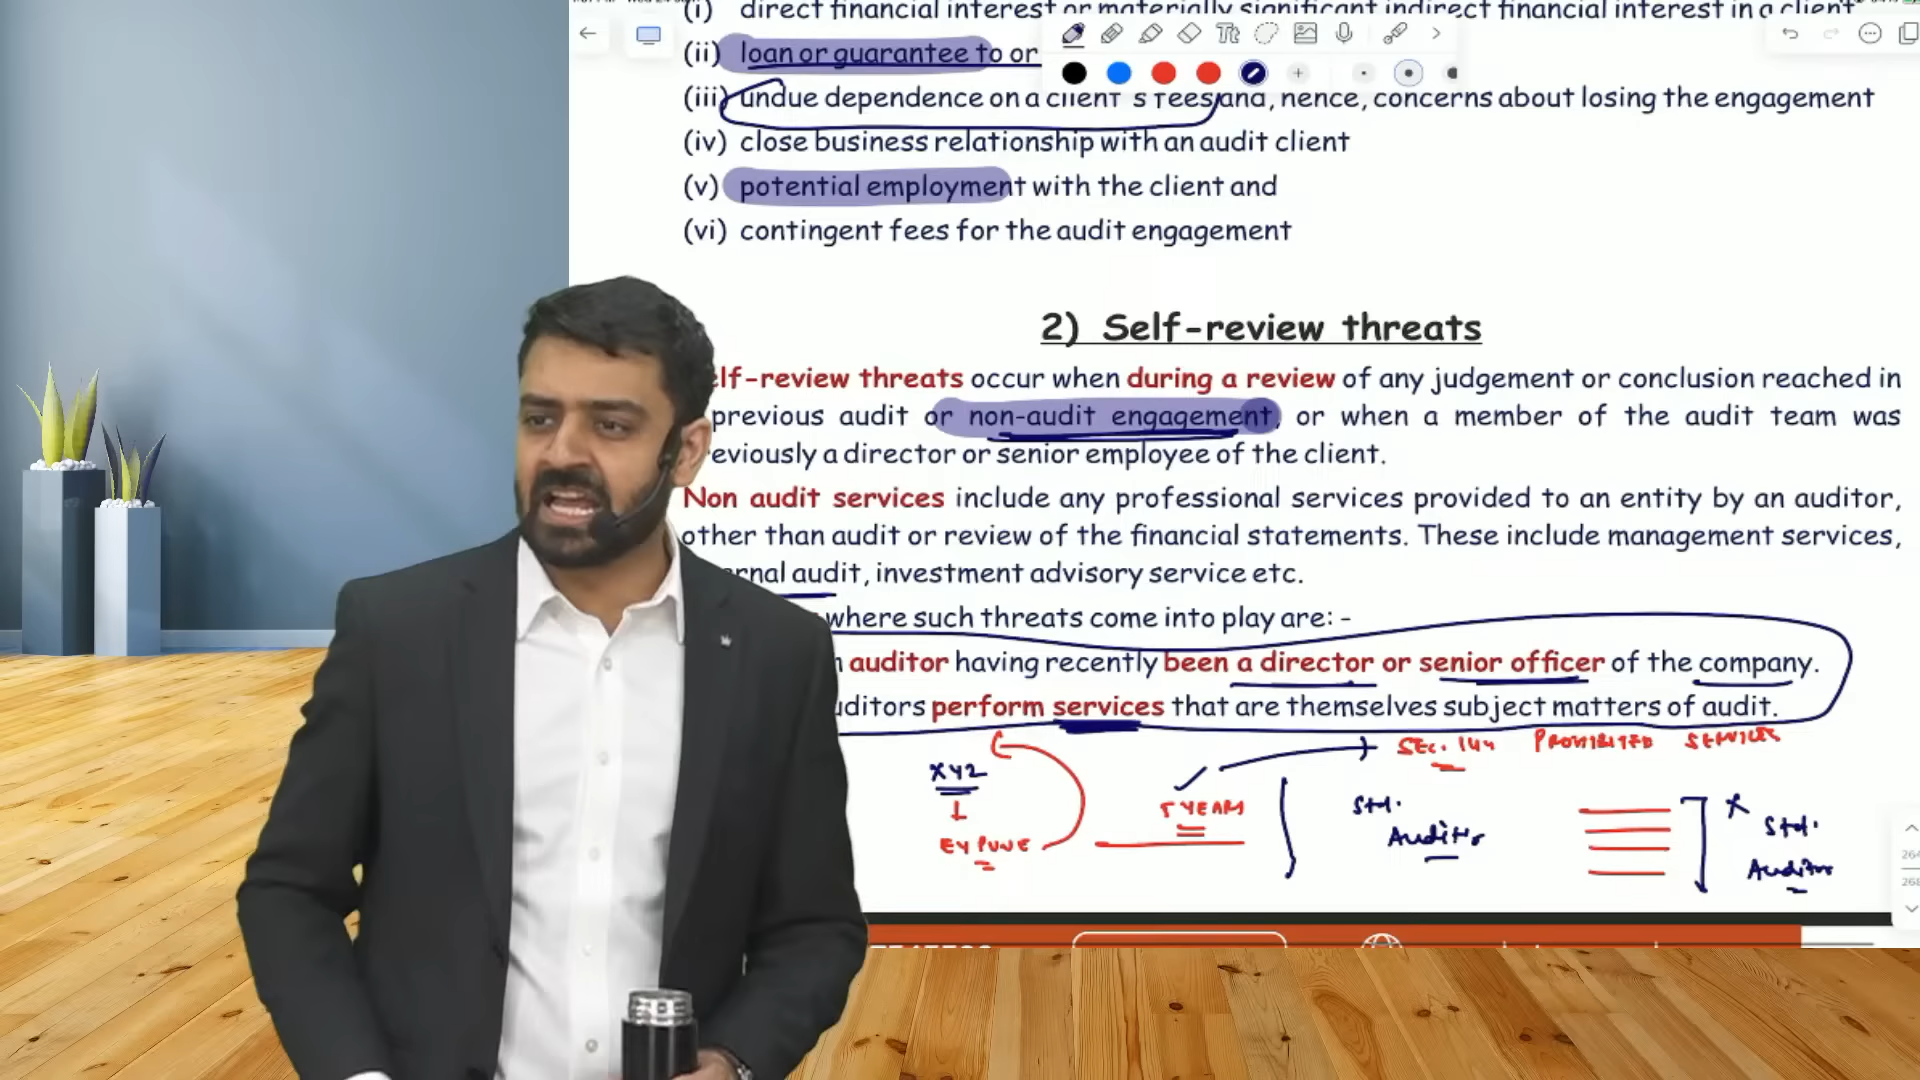 (i) direct financial interest or materially significant indirect financial interest in a client
(ii) loan or guarantee to or
(iii) undue dependence on a client's fees and, hence, concerns about losing the engagement
(iv) close business relationship with an audit client
(v) potential employment with the client and
(vi) contingent fees for the audit engagement
2) Self-review threats
lf-review threats occur when during a review of any judgement or conclusion reached in
previous audit or non-audit engagement, or when a member of the audit team was
eviously a director or senior employee of the client.
Non audit services include any professional services provided to an entity by an auditor,
other than audit or review of the financial statements. These include management services,
rnal audit, investment advisory service etc.
where such threats come into play are: -
auditor having recently been a director or senior officer of the company.
uditors perform services that are themselves subject matters of audit.
SEC. 144 PROHIBITED SERVICES
XYZ
5 YEARS
EY PUNE
Std.
Auditor
X Std.
Auditor
264
268